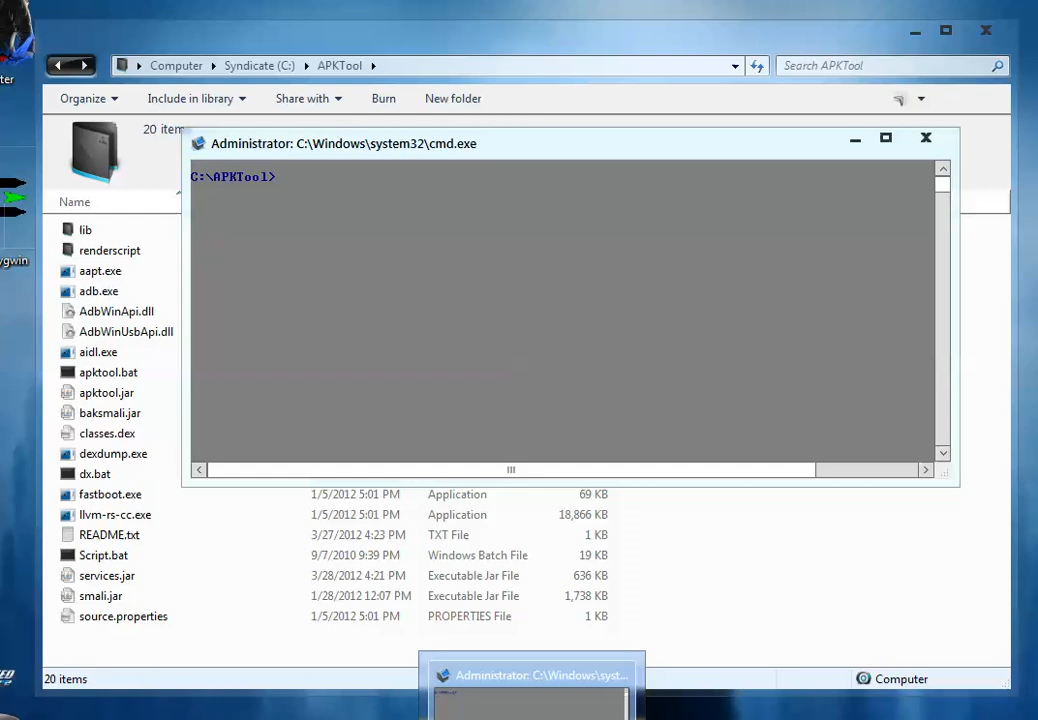 Computer Syndicate (C:) APKTool Search APKTool
ter
Organize Include in library Share with Burn New folder
20 item
Administrator: C:\Windows\system32\cmd.exe
C:\APKTool>
Name
lib
renderscript
ygwin
aapt.exe
adb.exe
AdbWinApi.dll
AdbWinUsbApi.dll
aidl.exe
apktool.bat
apktool.jar
baksmali.jar
classes.dex
dexdump.exe
dx.bat
fastboot.exe 1/5/2012 5:01 PM Application 69 KB
llvm-rs-cc.exe 1/5/2012 5:01 PM Application 18,866 KB
README.txt 3/27/2012 4:23 PM TXT File 1 KB
Script.bat 9/7/2010 9:39 PM Windows Batch File 19 KB
services.jar 3/28/2012 4:21 PM Executable Jar File 636 KB
smali.jar 1/28/2012 12:07 PM Executable Jar File 1,738 KB
source.properties 1/5/2012 5:01 PM PROPERTIES File 1 KB
20 items Computer
Administrator: C:\Windows\syst...